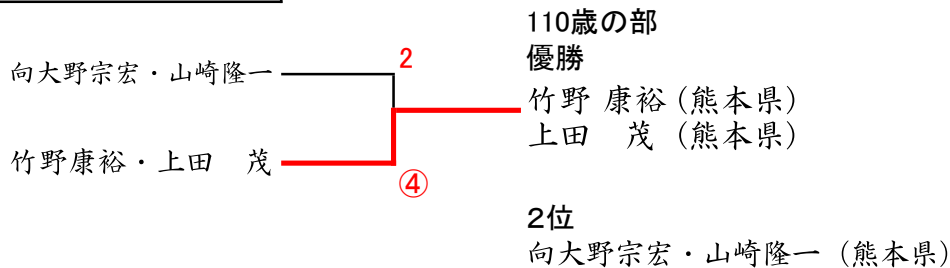 110歳の部
優勝
向大野宗宏・山崎隆一
2
竹野 康裕（熊本県）
上田　茂（熊本県）
竹野康裕・上田　茂
④
2位
向大野宗宏・山崎隆一（熊本県）